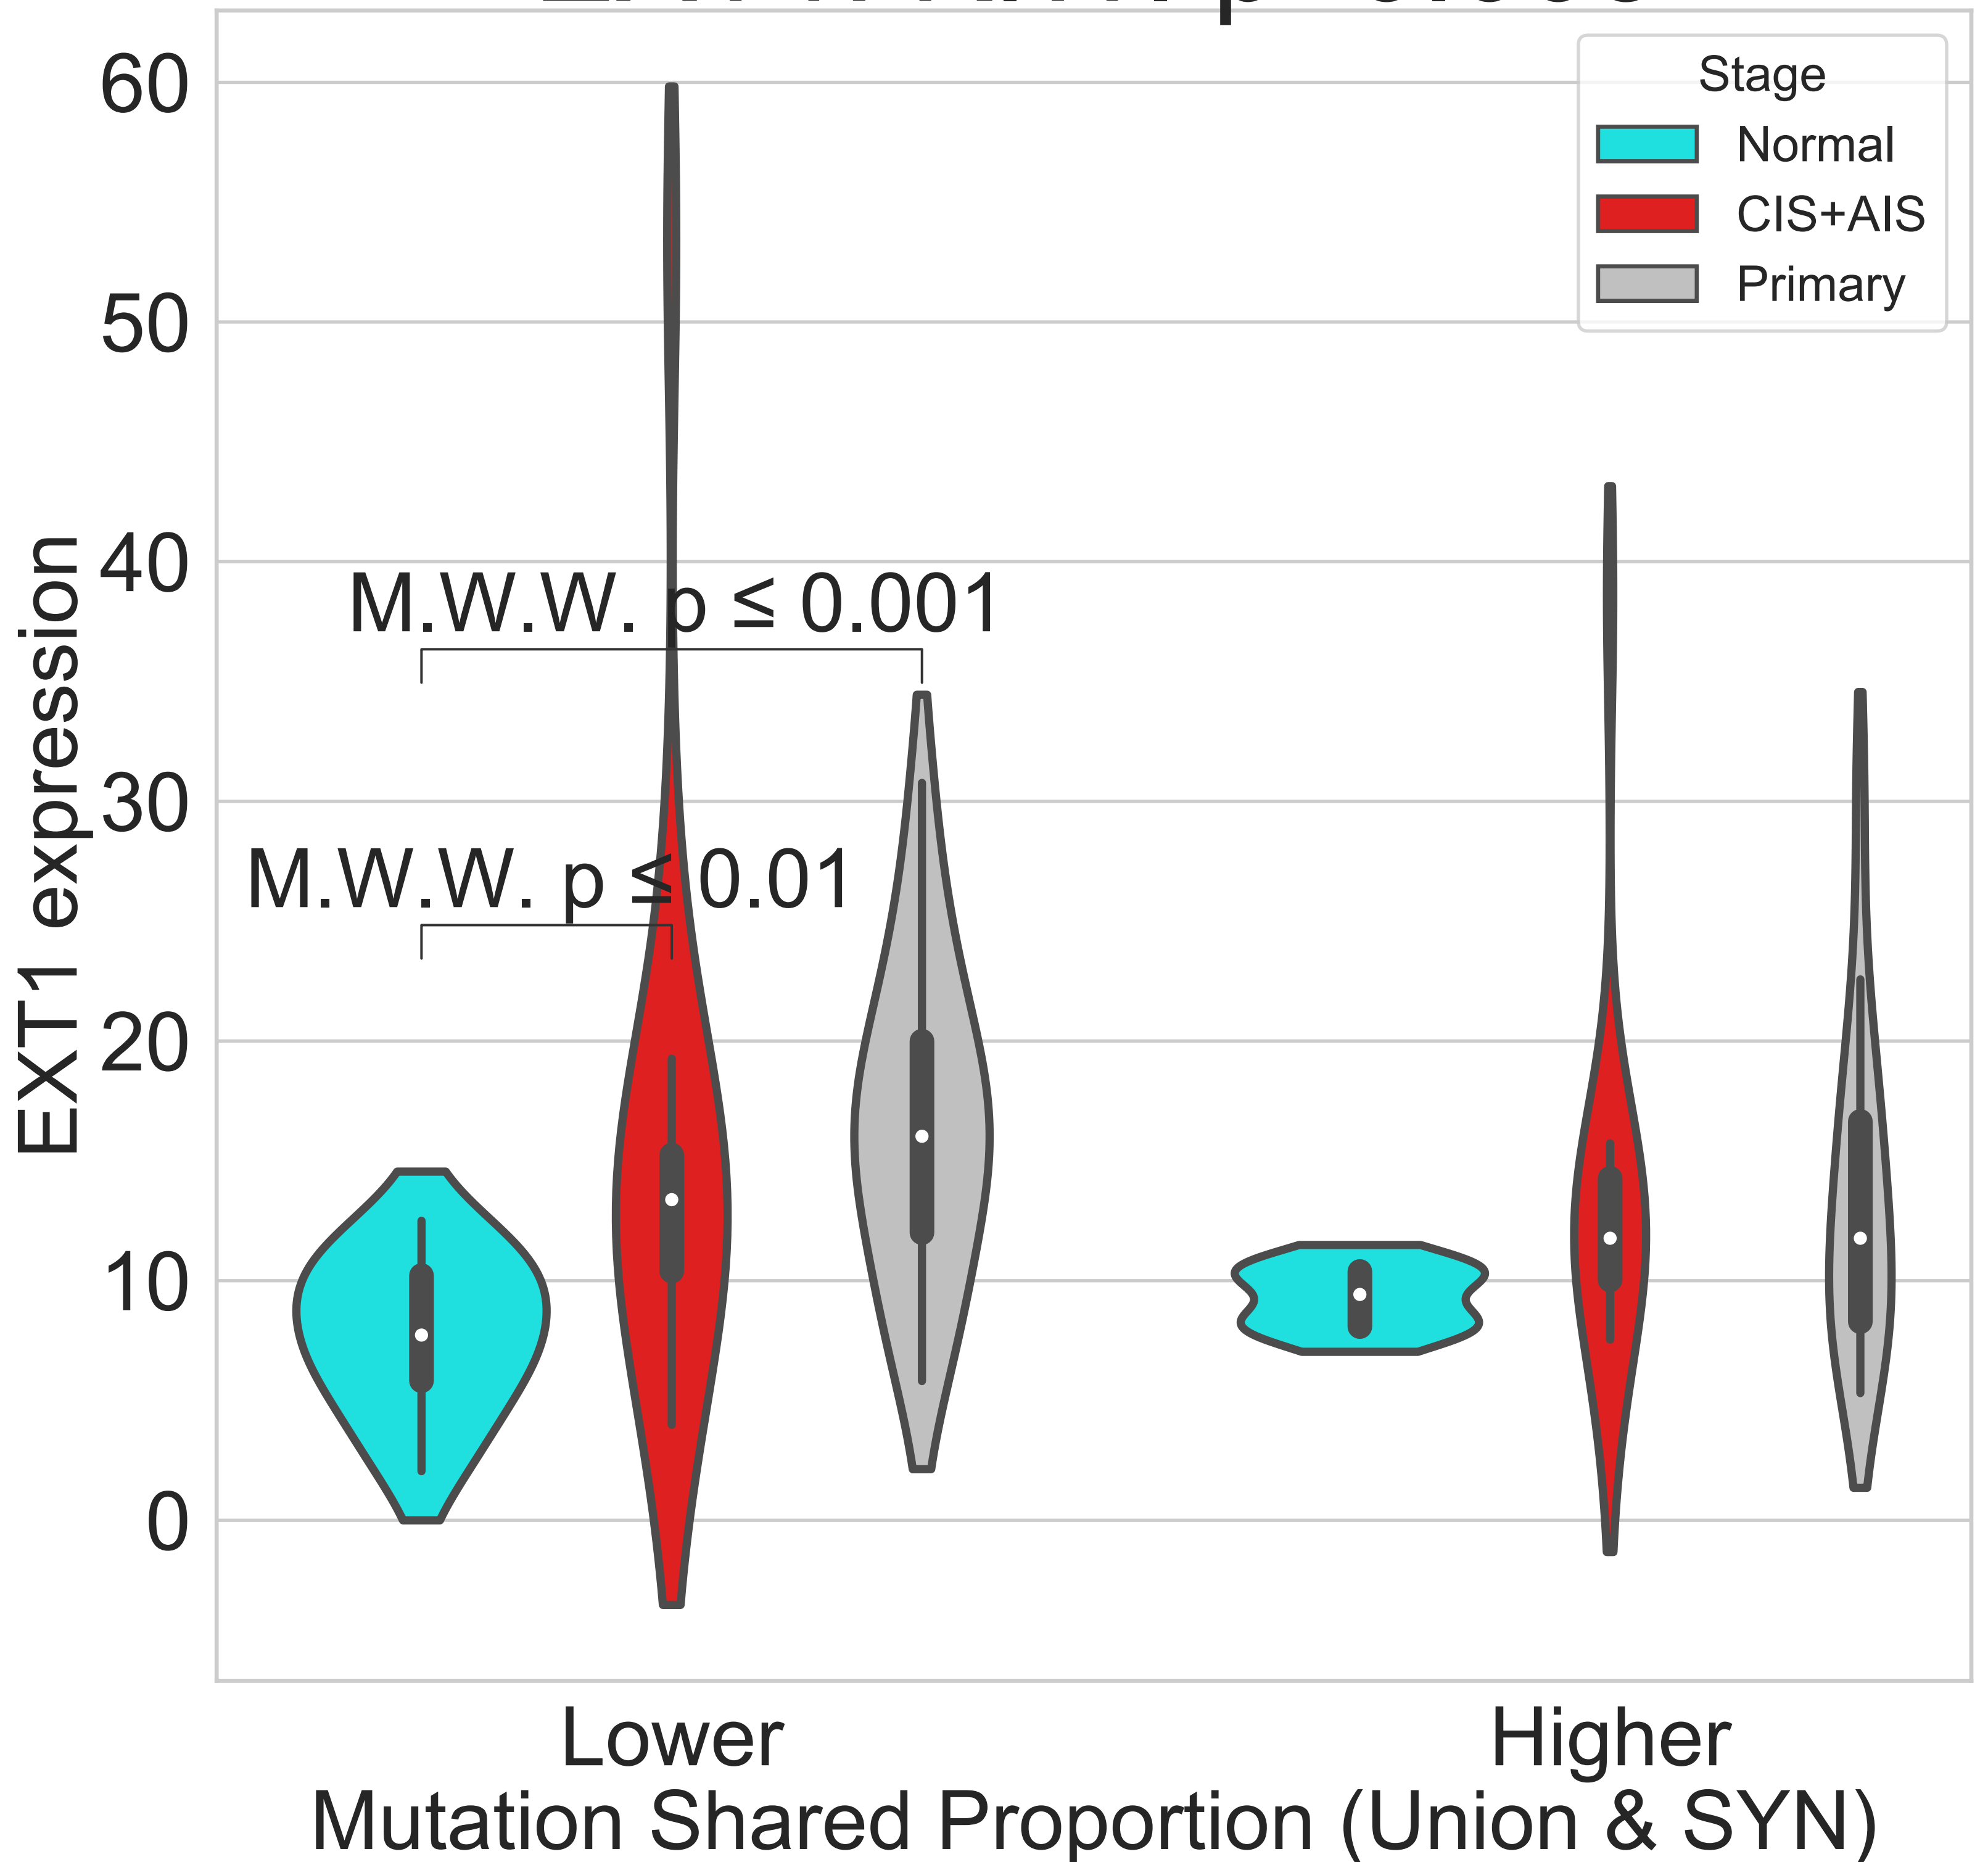 Stage
Normal
CIS+AIS
Primary
60
50
40
30
20
10
0
EXT1 expression
M.W.W. p ≤ 0.001
M.W.W. p ≤ 0.01
Lower
Higher
Mutation Shared Proportion (Union & SYN)